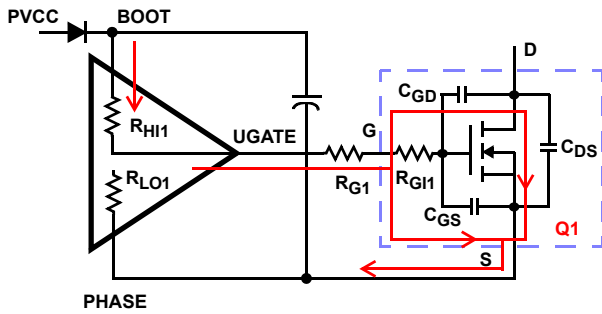 PVCC
BOOT
D
CGD
RHI1
UGATE
G
CDS
RLO1
RG1
RGI1
CGS
Q1
S
PHASE